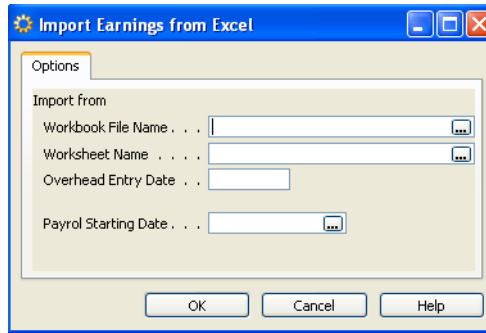 Import Earnings from Excel
Options
Import from
Workbook File Name . . .
...
Worksheet Name . . . .
...
Overhead Entry Date . .
Payrol Starting Date . . .
...
OK Cancel Help